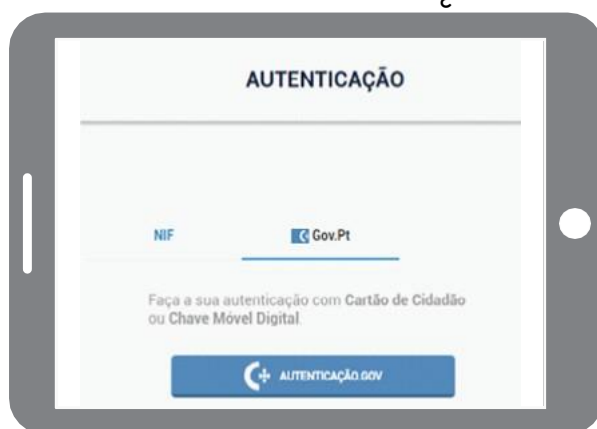 AUTENTICAÇÃO
NIF
Gov.Pt
Faça a sua autenticação com Cartão de Cidadão
ou Chave Móvel Digital.
AUTENTICAÇÃO.GOV